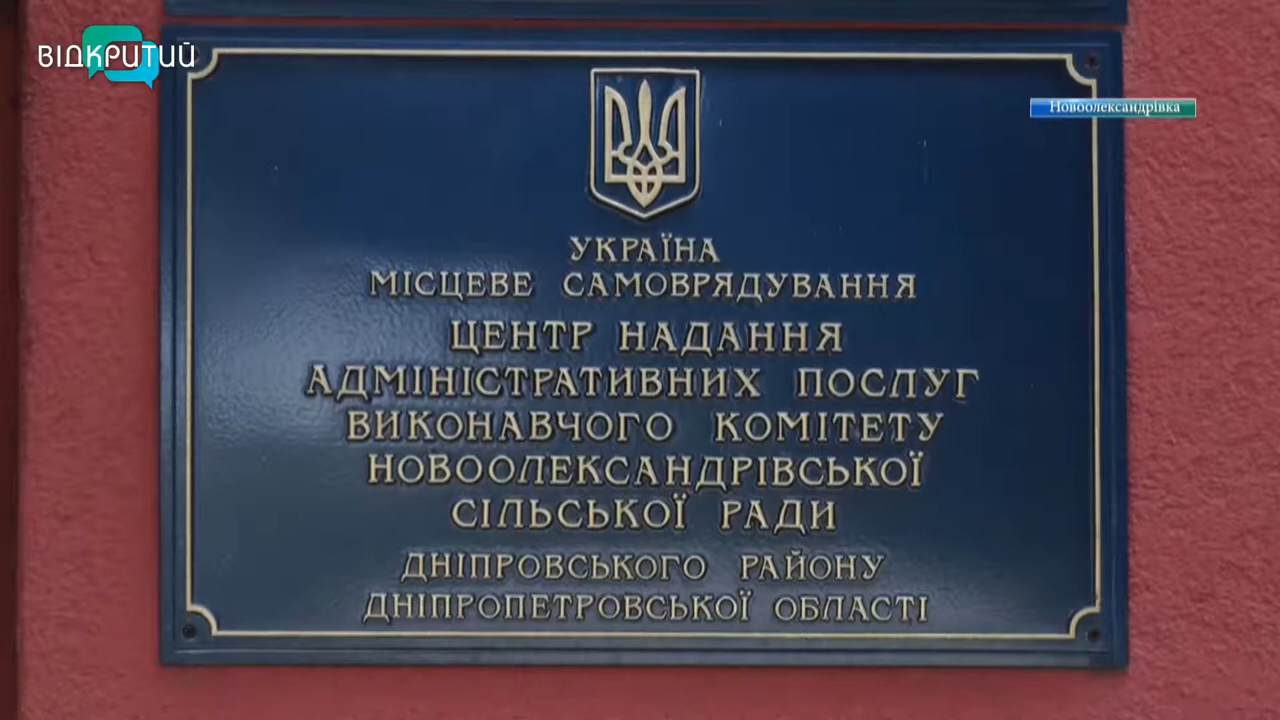 ВІДКРИТИЙ
Новоолександрівка
УКРАЇНА
МІСЦЕВЕ САМОВРЯДУВАННЯ
ЦЕНТР НАДАННЯ
АДМІНІСТРАТИВНИХ ПОСЛУГ
ВИКОНАВЧОГО КОМІТЕТУ
НОВООЛЕКСАНДРІВСЬКОЇ
СІЛЬСЬКОЇ РАДИ
ДНІПРОВСЬКОГО РАЙОНУ
ДНІПРОПЕТРОВСЬКОЇ ОБЛАСТІ